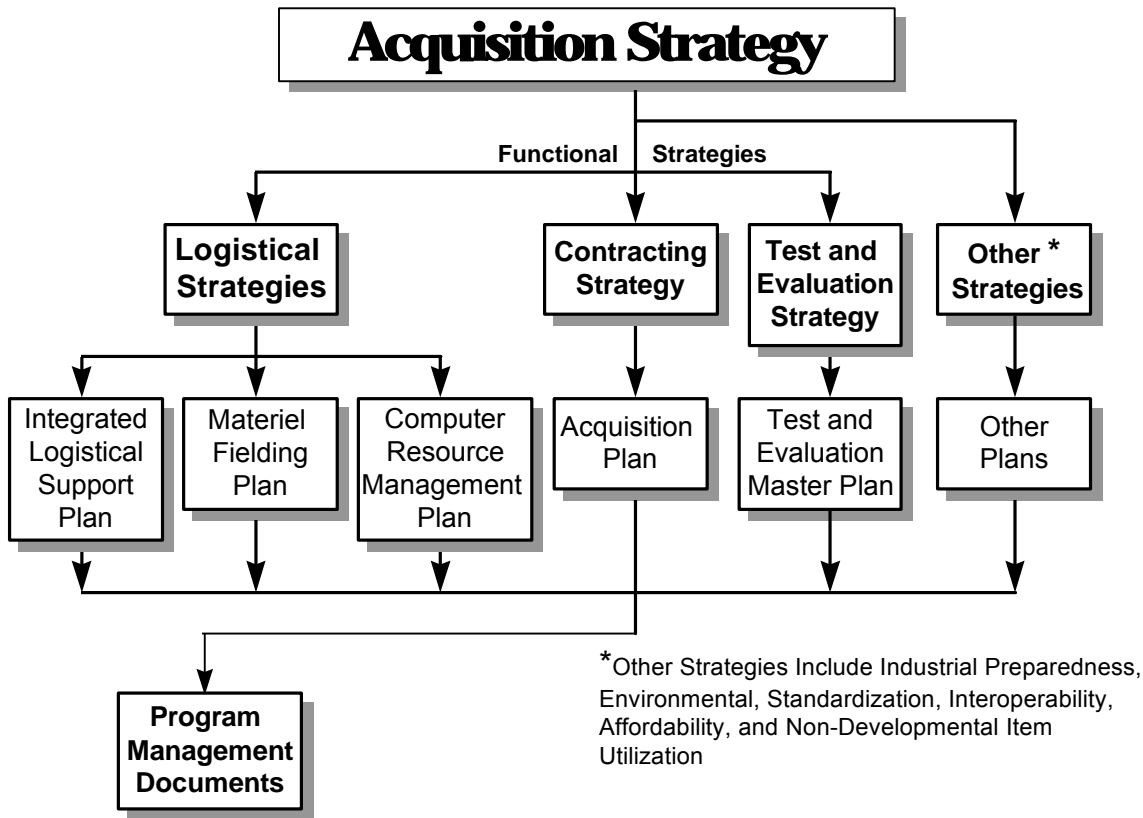 Acquisition Strategy
Functional Strategies
Logistical
Strategies
Contracting
Strategy
Test and
Evaluation
Strategy
Other *
Strategies
Integrated
Logistical
Support
Plan
Materiel
Fielding
Plan
Computer
Resource
Management
Plan
Acquisition
Plan
Test and
Evaluation
Master Plan
Other
Plans
Program
Management
Documents
*Other Strategies Include Industrial Preparedness,
Environmental, Standardization, Interoperability,
Affordability, and Non-Developmental Item
Utilization